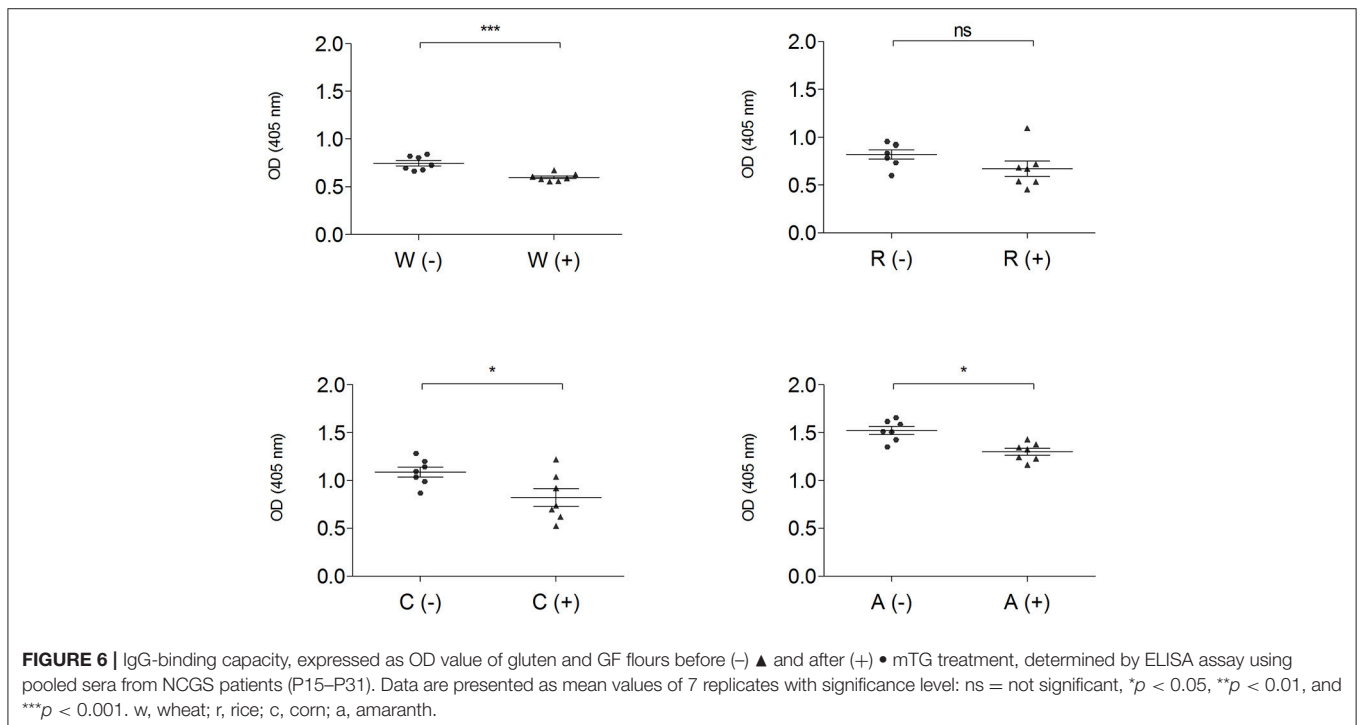 ***
2.0
1.5
1.0
0.5
0.0
OD (405 nm)
W (-) W (+)
ns
2.0
1.5
1.0
0.5
0.0
OD (405 nm)
R (-) R (+)
*
2.0
1.5
1.0
0.5
0.0
OD (405 nm)
C (-) C (+)
*
2.0
1.5
1.0
0.5
0.0
OD (405 nm)
A (-) A (+)
FIGURE 6 | IgG-binding capacity, expressed as OD value of gluten and GF flours before (–) ▲ and after (+) • mTG treatment, determined by ELISA assay using
pooled sera from NCGS patients (P15–P31). Data are presented as mean values of 7 replicates with significance level: ns = not significant, *p < 0.05, **p < 0.01, and
***p < 0.001. w, wheat; r, rice; c, corn; a, amaranth.